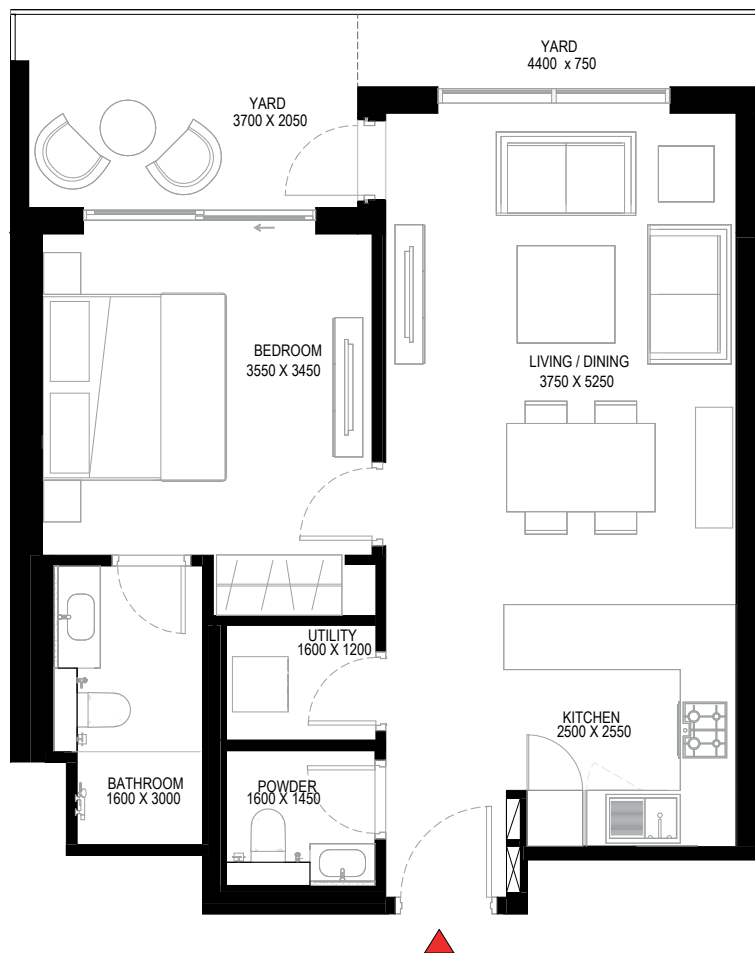 YARD
4400 x 750
YARD
3700 X 2050
BEDROOM
3550 X 3450
LIVING / DINING
3750 X 5250
UTILITY
1600 X 1200
KITCHEN
2500 X 2550
BATHROOM
1600 X 3000
POWDER
1600 X 1450